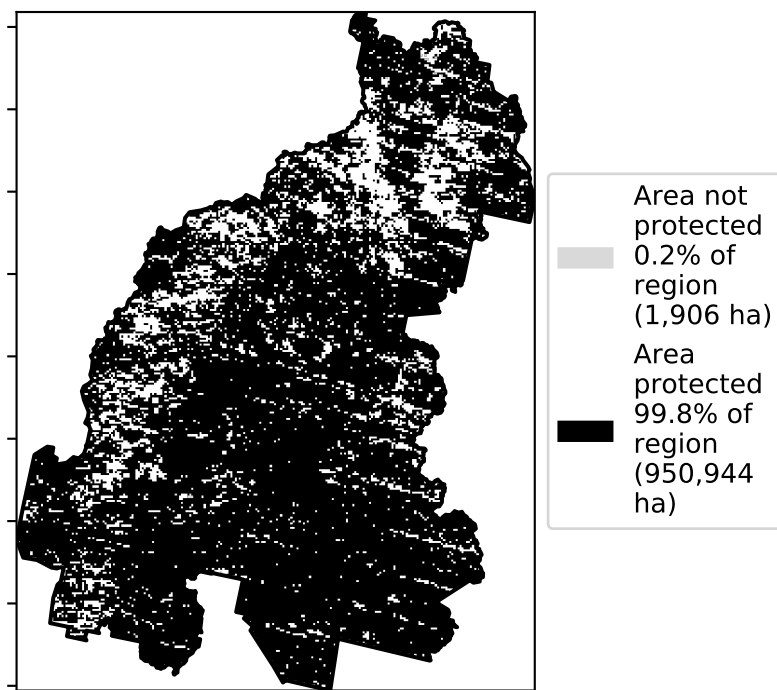 Area not
protected
0.2% of
region
(1,906 ha)
Area
protected
99.8% of
region
(950,944
ha)